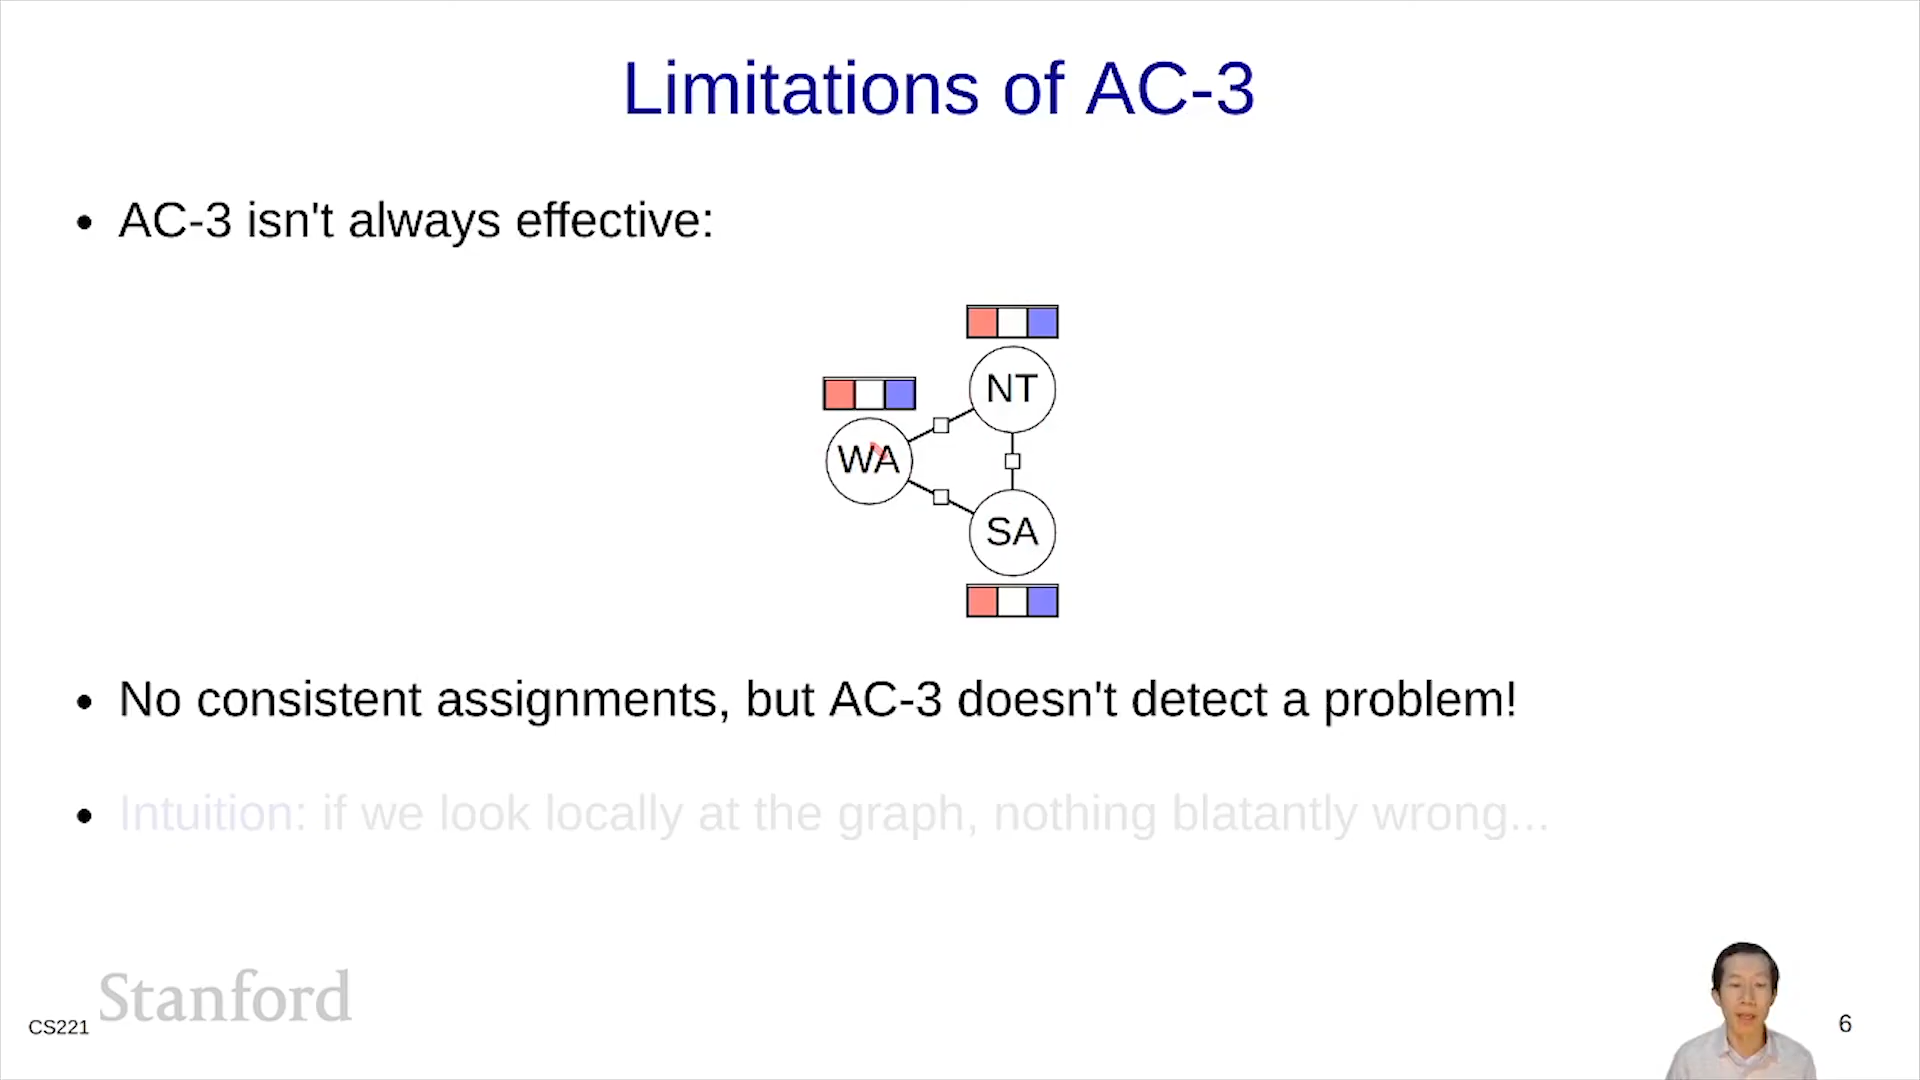 Limitations of AC-3
• AC-3 isn't always effective:
NT
WA
SA
• No consistent assignments, but AC-3 doesn't detect a problem!
• Intuition: if we look locally at the graph, nothing blatantly wrong...
Stanford
CS221
6